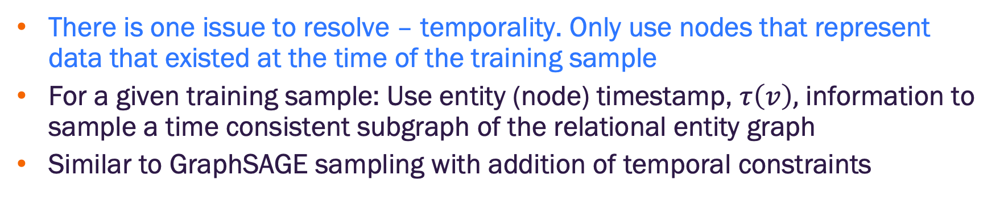 • There is one issue to resolve – temporality. Only use nodes that represent
data that existed at the time of the training sample
• For a given training sample: Use entity (node) timestamp, 𝜏(𝑣), information to
sample a time consistent subgraph of the relational entity graph
• Similar to GraphSAGE sampling with addition of temporal constraints